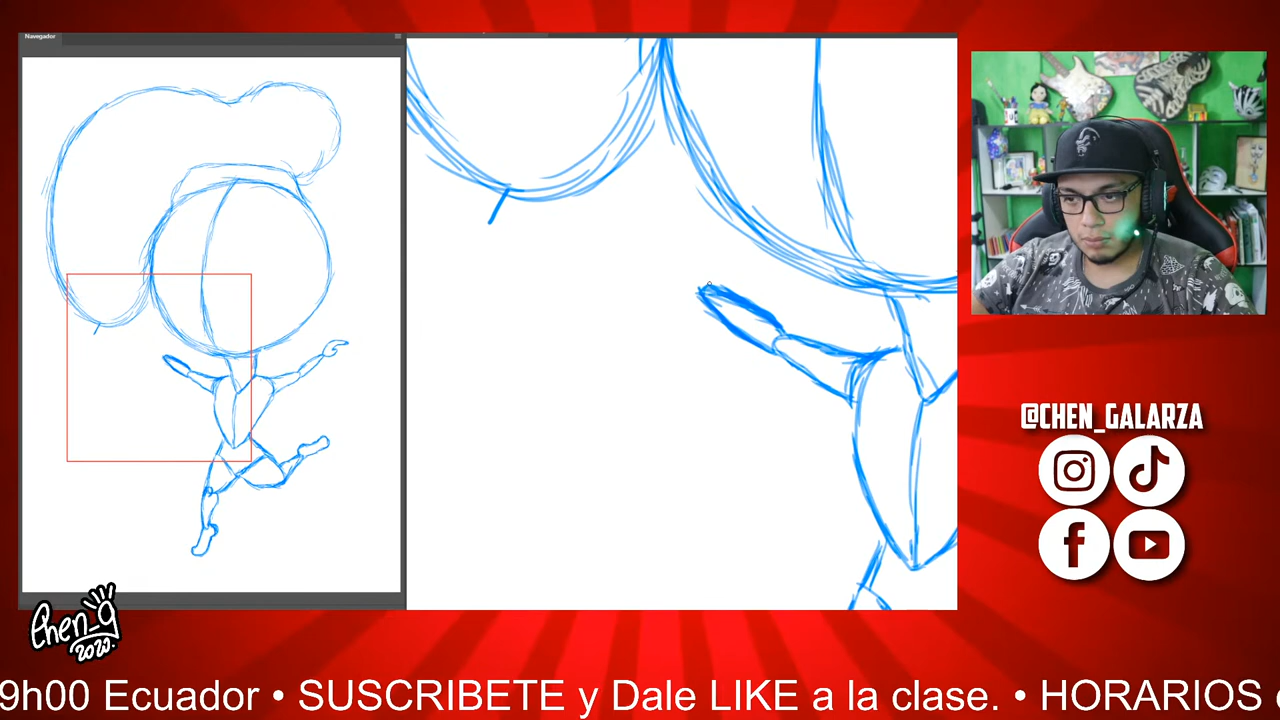 Navegador
@CHEN_GALARZA
Chen_g
2020.
9h00 Ecuador • SUSCRIBETE y Dale LIKE a la clase. • HORARIOS